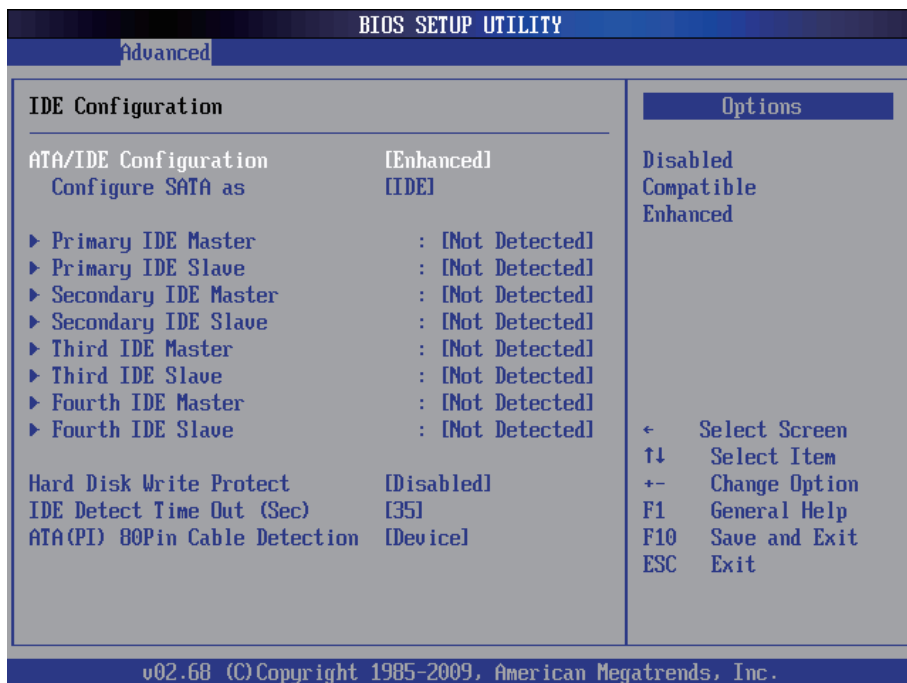 BIOS SETUP UTILITY
Advanced
IDE Configuration
ATA/IDE Configuration [Enhanced]
Configure SATA as [IDE]
▶ Primary IDE Master : [Not Detected]
▶ Primary IDE Slave : [Not Detected]
▶ Secondary IDE Master : [Not Detected]
▶ Secondary IDE Slave : [Not Detected]
▶ Third IDE Master : [Not Detected]
▶ Third IDE Slave : [Not Detected]
▶ Fourth IDE Master : [Not Detected]
▶ Fourth IDE Slave : [Not Detected]
Hard Disk Write Protect [Disabled]
IDE Detect Time Out (Sec) [35]
ATA(PI) 80Pin Cable Detection [Device]
Options
Disabled
Compatible
Enhanced
← Select Screen
↑↓ Select Item
+- Change Option
F1 General Help
F10 Save and Exit
ESC Exit
v02.68 (C)Copyright 1985-2009, American Megatrends, Inc.